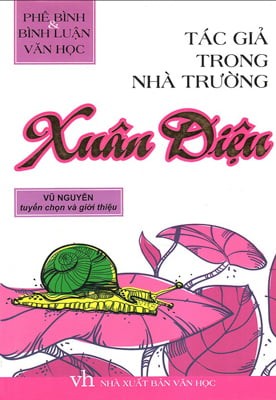 PHÊ BÌNH
&
BÌNH LUẬN
VĂN HỌC
TÁC GIẢ
TRONG
NHÀ TRƯỜNG
Xuân Diệu
VŨ NGUYÊN
tuyển chọn và giới thiệu
vh NHÀ XUẤT BẢN VĂN HỌC